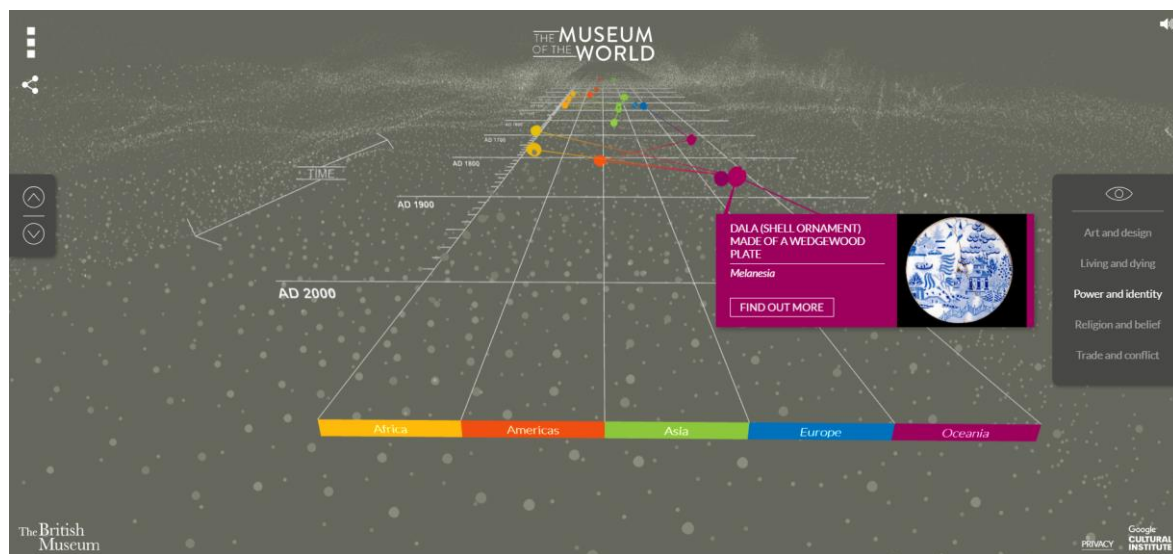 THE MUSEUM
OF THE WORLD
AD 1700
AD 1800
TIME
AD 1900
AD 2000
DALA (SHELL ORNAMENT)
MADE OF A WEDGEWOOD
PLATE
Melanesia
FIND OUT MORE
Art and design
Living and dying
Power and identity
Religion and belief
Trade and conflict
Africa
Americas
Asia
Europe
Oceania
The British
Museum
PRIVACY
Google
CULTURAL
INSTITUTE